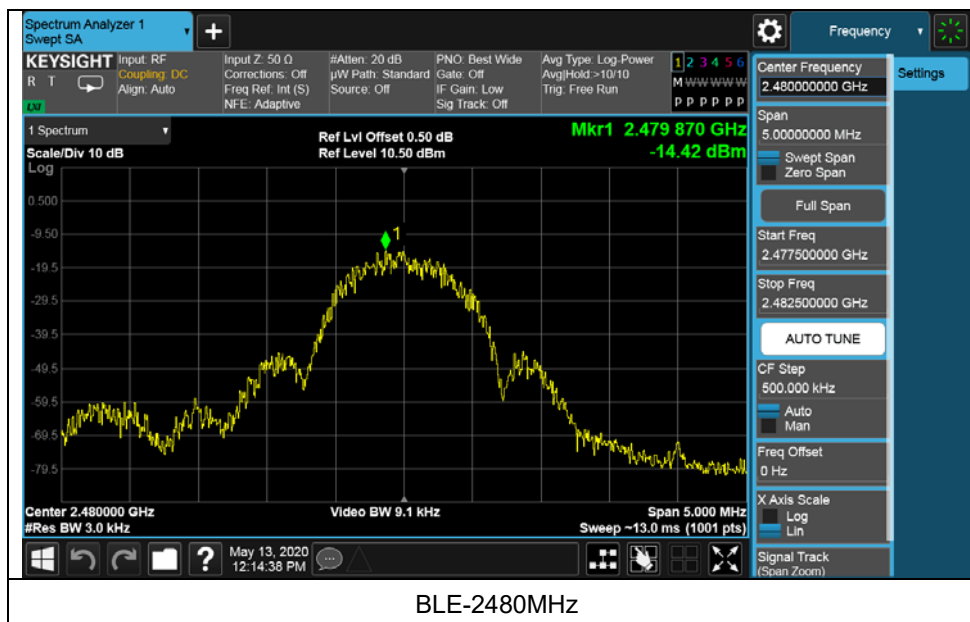 Spectrum Analyzer 1
Swept SA
+
Frequency
KEYSIGHT
R T
LXI
Input: RF
Coupling: DC
Align: Auto
Input Z: 50 Ω
Corrections: Off
Freq Ref: Int (S)
NFE: Adaptive
#Atten: 20 dB
µW Path: Standard
Source: Off
PNO: Best Wide
Gate: Off
IF Gain: Low
Sig Track: Off
Avg Type: Log-Power
Avg|Hold:>10/10
Trig: Free Run
1 2 3 4 5 6
M W W W W W
P P P P P P
Center Frequency
2.480000000 GHz
Settings
Span
5.00000000 MHz
Swept Span
Zero Span
Full Span
Start Freq
2.477500000 GHz
Stop Freq
2.482500000 GHz
AUTO TUNE
CF Step
500.000 kHz
Auto
Man
Freq Offset
0 Hz
X Axis Scale
Log
Lin
Signal Track
(Span Zoom)
1 Spectrum
Scale/Div 10 dB
Log
Ref Lvl Offset 0.50 dB
Ref Level 10.50 dBm
Mkr1 2.479 870 GHz
-14.42 dBm
1
0.500
-9.50
-19.5
-29.5
-39.5
-49.5
-59.5
-69.5
-79.5
Center 2.480000 GHz
#Res BW 3.0 kHz
Video BW 9.1 kHz
Span 5.000 MHz
Sweep ~13.0 ms (1001 pts)
?
May 13, 2020
12:14:38 PM
BLE-2480MHz